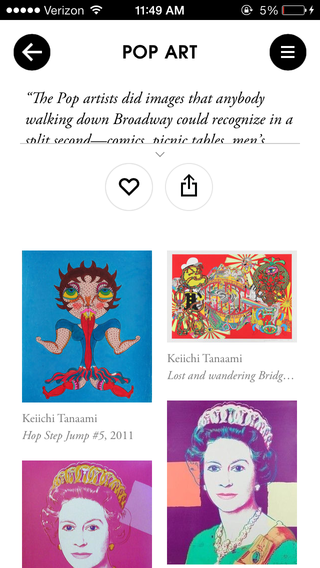 ●●●●● Verizon 11:49 AM 5%
POP ART
“The Pop artists did images that anybody
walking down Broadway could recognize in a
split second—comics, picnic tables, men’s
Keiichi Tanaami
Hop Step Jump #5, 2011
Keiichi Tanaami
Lost and wandering Bridg…